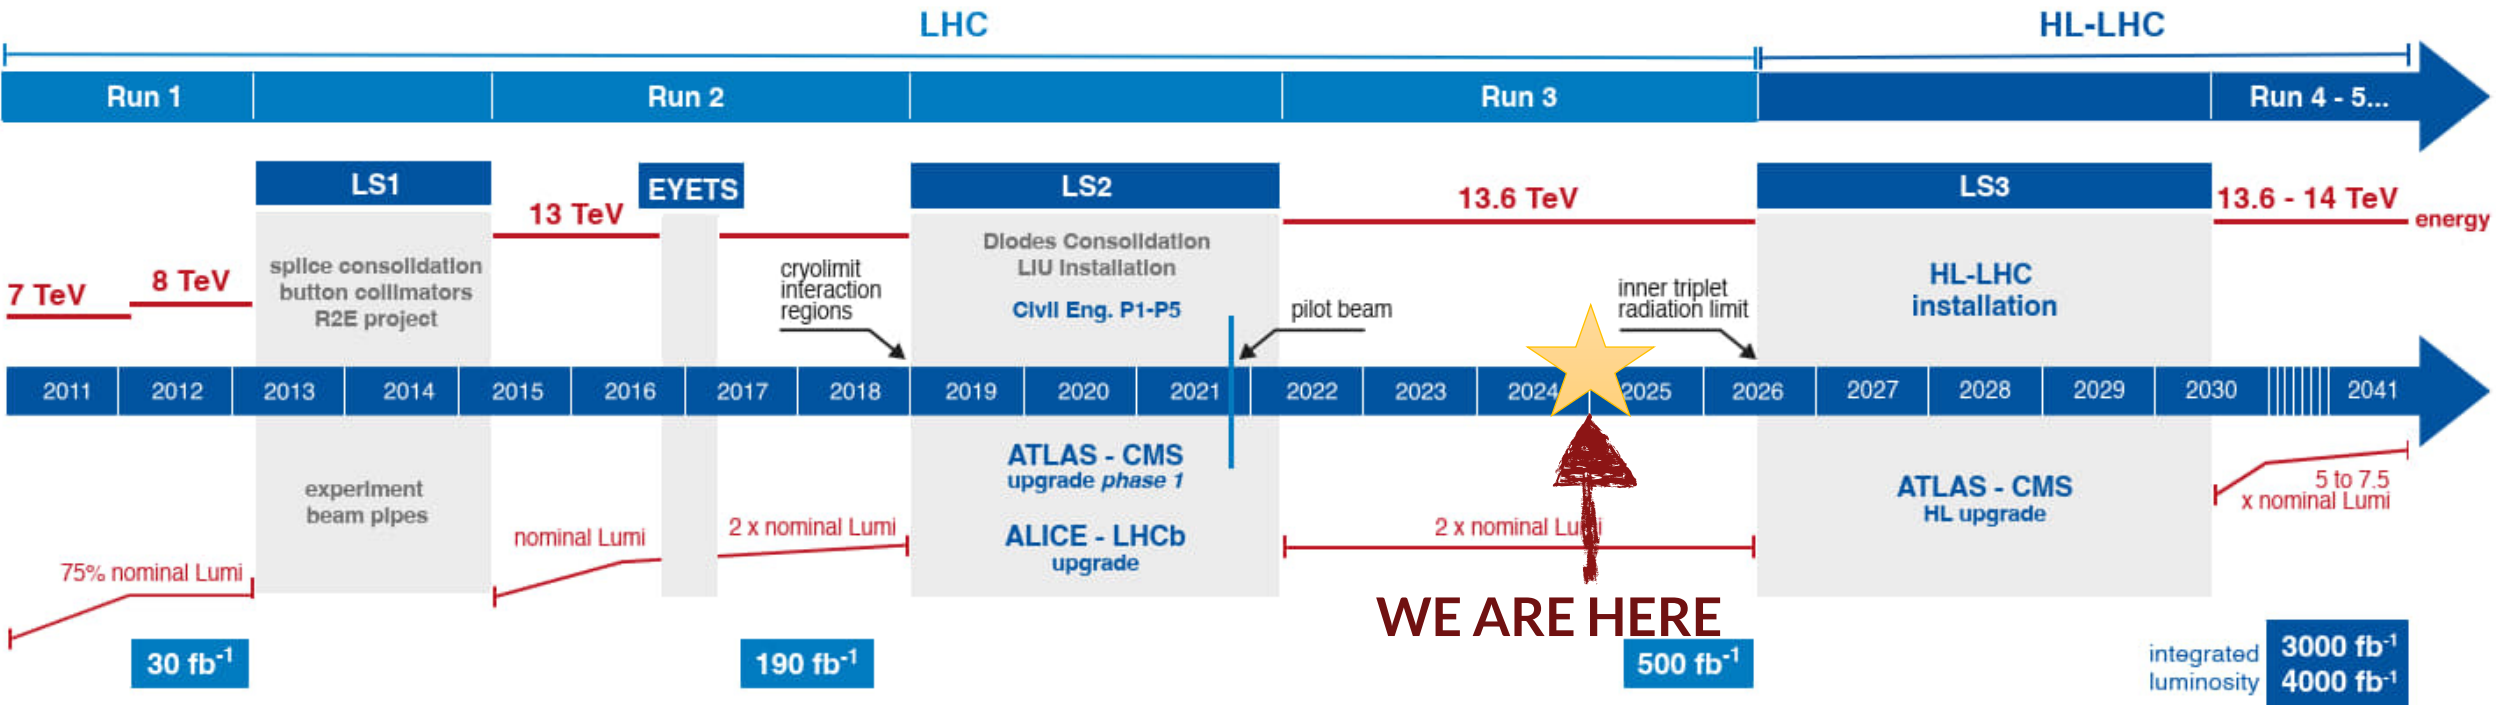 LHC
HL-LHC
Run 1
Run 2
Run 3
Run 4 - 5...
LS1
EYETS
LS2
LS3
13 TeV
13.6 TeV
13.6 - 14 TeV
energy
7 TeV
8 TeV
splice consolidation
button collimators
R2E project
cryolimit
interaction
regions
Diodes Consolidation
LIU Installation
Civil Eng. P1-P5
pilot beam
inner triplet
radiation limit
HL-LHC
installation
2011
2012
2013
2014
2015
2016
2017
2018
2019
2020
2021
2022
2023
2024
2025
2026
2027
2028
2029
2030
2041
experiment
beam pipes
ATLAS - CMS
upgrade phase 1
ALICE - LHCb
upgrade
ATLAS - CMS
HL upgrade
75% nominal Lumi
nominal Lumi
2 x nominal Lumi
2 x nominal Lumi
5 to 7.5
x nominal Lumi
WE ARE HERE
30 fb⁻¹
190 fb⁻¹
500 fb⁻¹
integrated
luminosity
3000 fb⁻¹
4000 fb⁻¹